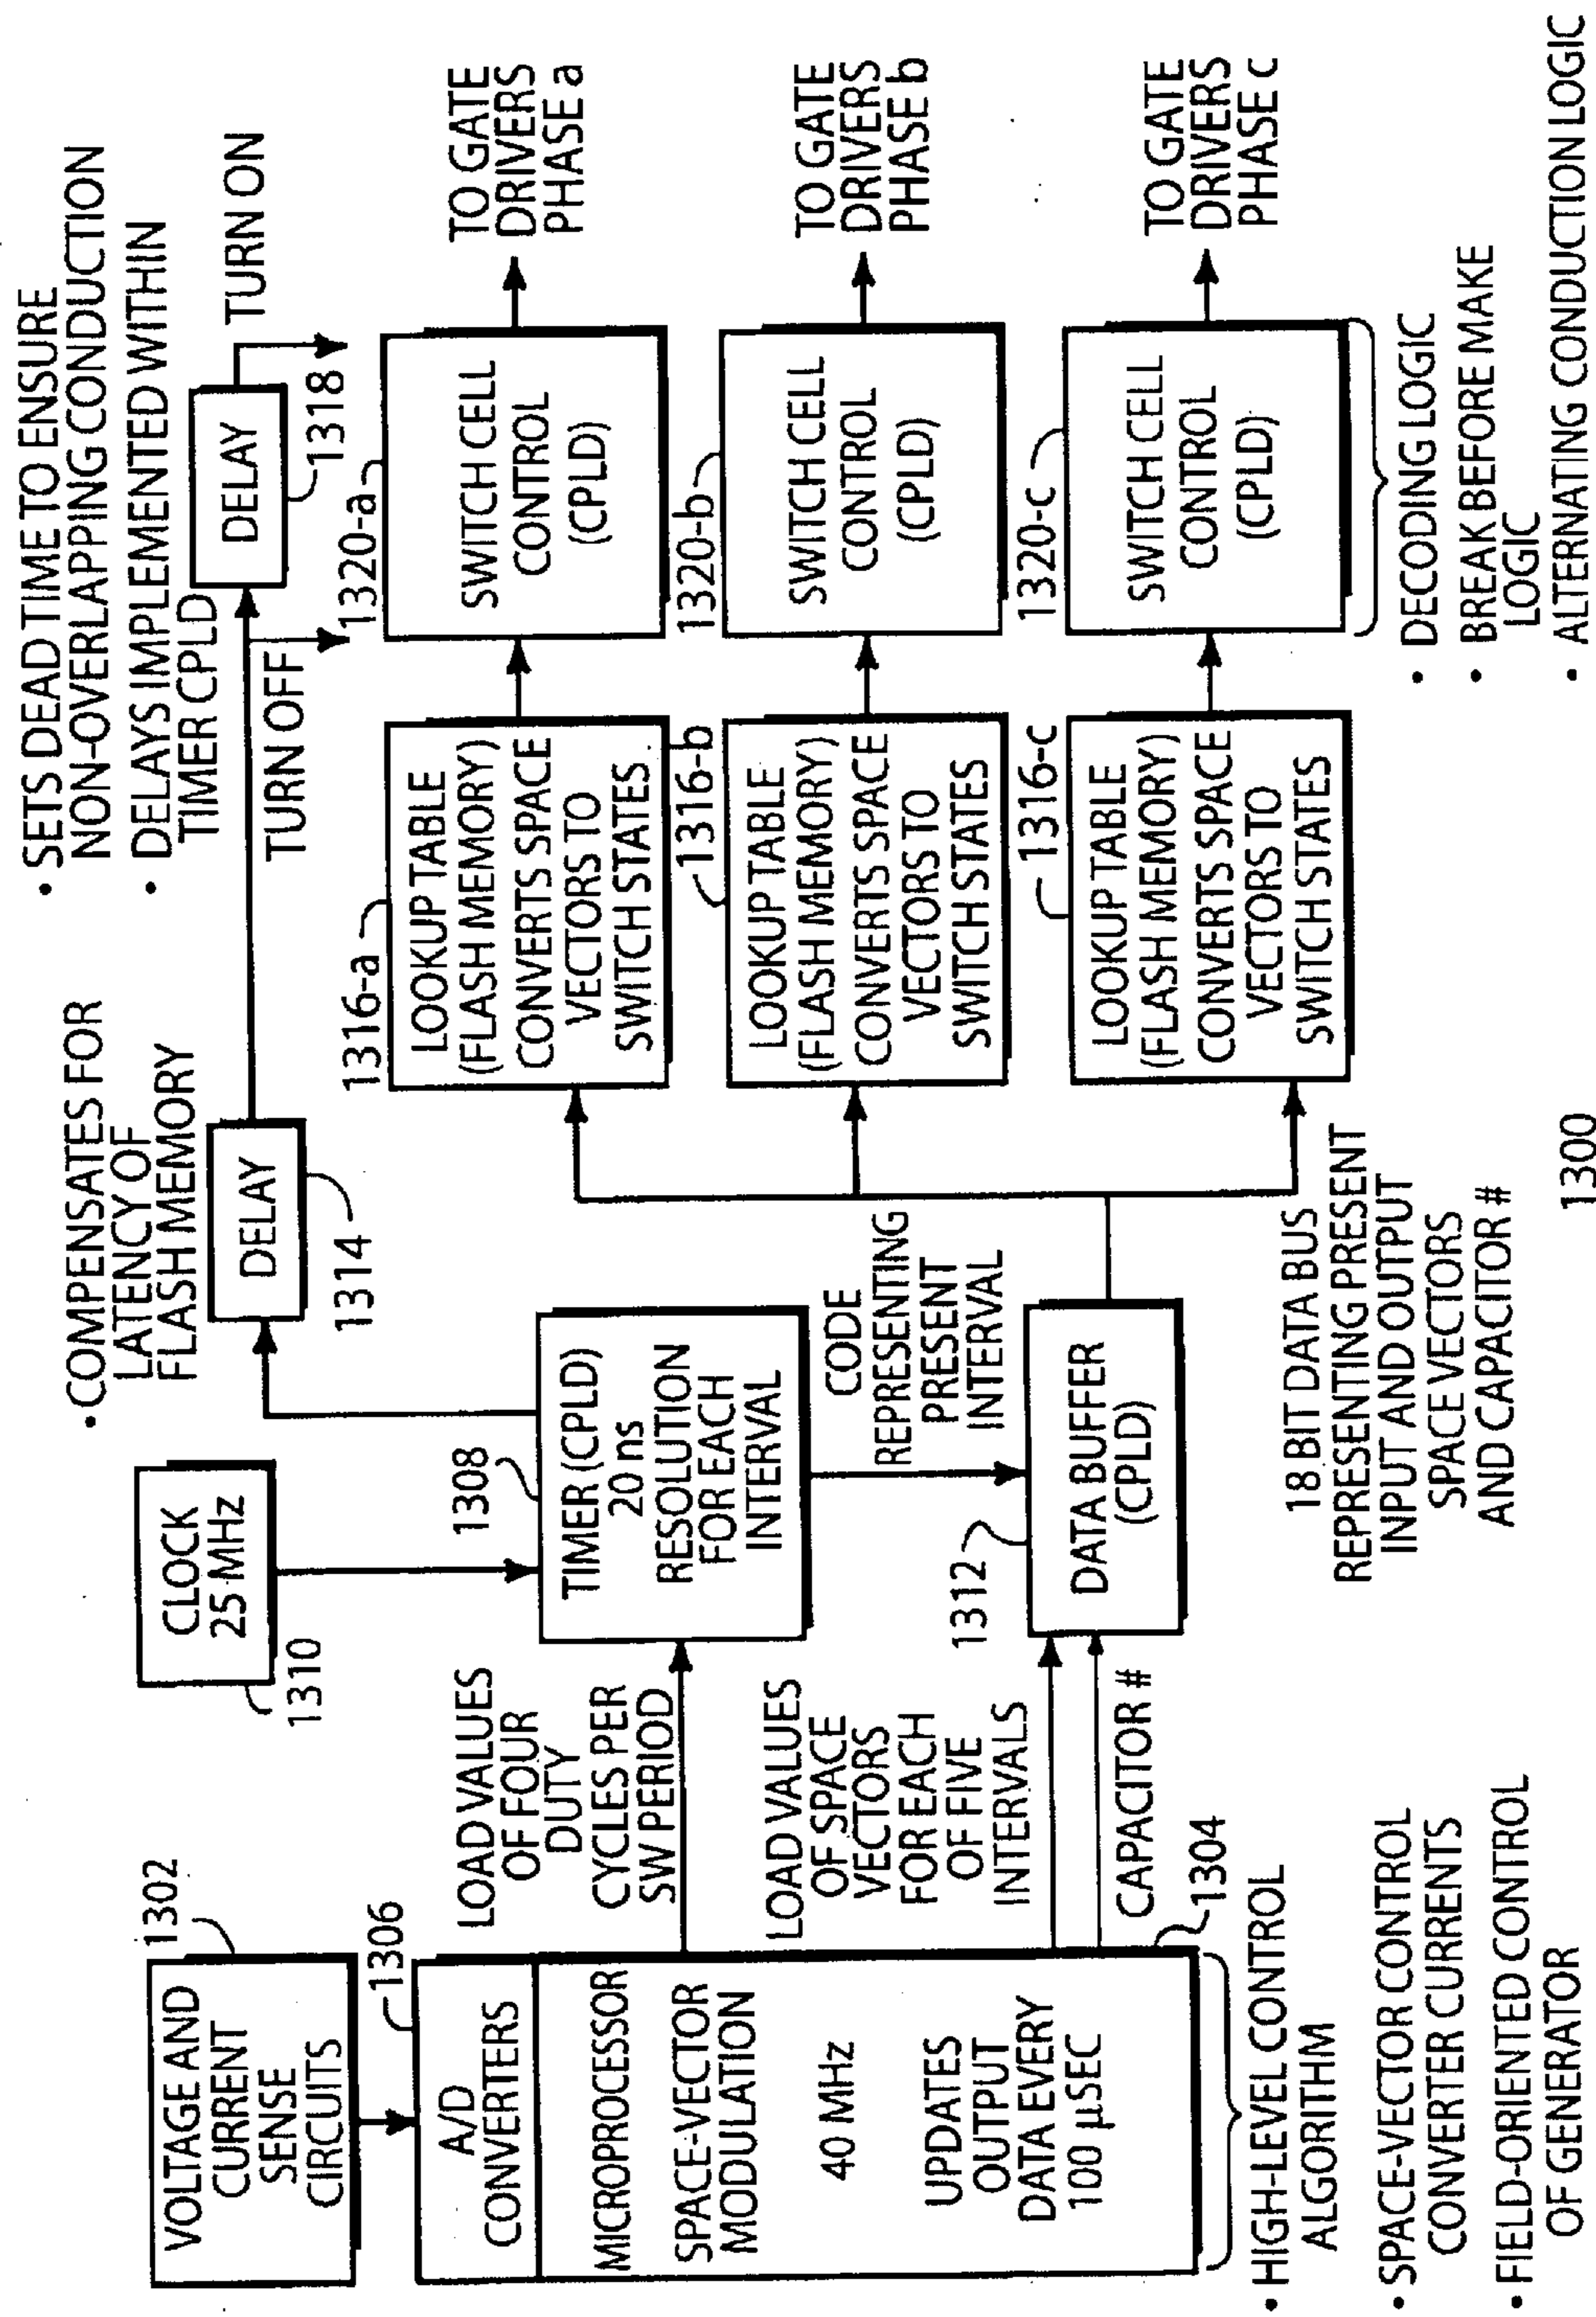 VOLTAGE AND
CURRENT
SENSE
CIRCUITS
1302
1306
A/D
CONVERTERS
MICROPROCESSOR
SPACE-VECTOR
MODULATION
40 MHz
UPDATES
OUTPUT
DATA EVERY
100 µSEC
1304
• HIGH-LEVEL CONTROL
ALGORITHM
• SPACE-VECTOR CONTROL
CONVERTER CURRENTS
• FIELD-ORIENTED CONTROL
OF GENERATOR
CLOCK
25 MHz
1310
LOAD VALUES
OF FOUR
DUTY
CYCLES PER
SW PERIOD
LOAD VALUES
OF SPACE
VECTORS
FOR EACH
OF FIVE
INTERVALS
CAPACITOR #
1308
TIMER (CPLD)
20 ns
RESOLUTION
FOR EACH
INTERVAL
CODE
REPRESENTING
PRESENT
INTERVAL
1312
DATA BUFFER
(CPLD)
18 BIT DATA BUS
REPRESENTING PRESENT
INPUT AND OUTPUT
SPACE VECTORS
AND CAPACITOR #
• COMPENSATES FOR
LATENCY OF
FLASH MEMORY
DELAY
1314
1316-a
LOOKUP TABLE
(FLASH MEMORY)
CONVERTS SPACE
VECTORS TO
SWITCH STATES
1316-b
LOOKUP TABLE
(FLASH MEMORY)
CONVERTS SPACE
VECTORS TO
SWITCH STATES
1316-c
LOOKUP TABLE
(FLASH MEMORY)
CONVERTS SPACE
VECTORS TO
SWITCH STATES
• SETS DEAD TIME TO ENSURE
NON-OVERLAPPING CONDUCTION
• DELAYS IMPLEMENTED WITHIN
TIMER CPLD
TURN OFF
DELAY
1318
TURN ON
1320-a
SWITCH CELL
CONTROL
(CPLD)
TO GATE
DRIVERS
PHASE a
1320-b
SWITCH CELL
CONTROL
(CPLD)
TO GATE
DRIVERS
PHASE b
1320-c
SWITCH CELL
CONTROL
(CPLD)
TO GATE
DRIVERS
PHASE c
• DECODING LOGIC
• BREAK BEFORE MAKE
LOGIC
• ALTERNATING CONDUCTION LOGIC
1300